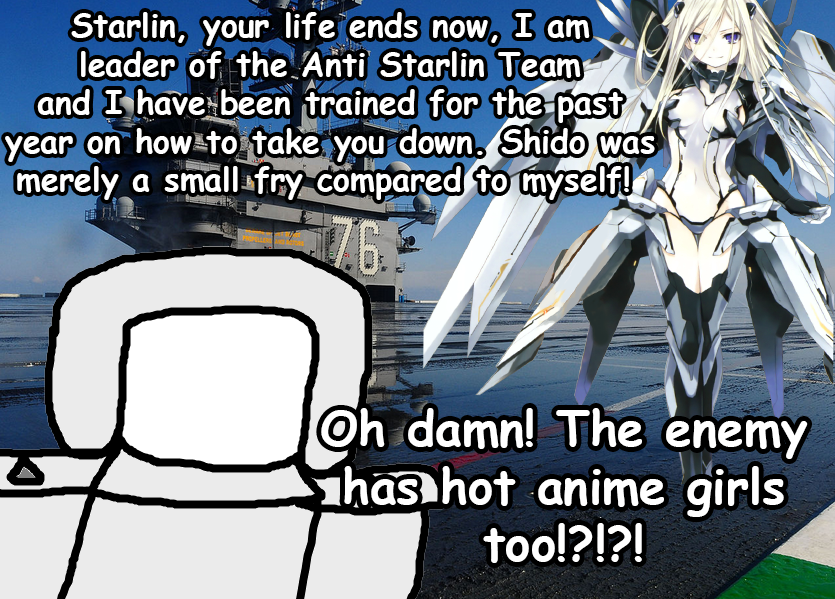 Starlin, your life ends now, I am
leader of the Anti Starlin Team
and I have been trained for the past
year on how to take you down. Shido was
merely a small fry compared to myself!
76
Oh damn! The enemy
has hot anime girls
too!?!?!